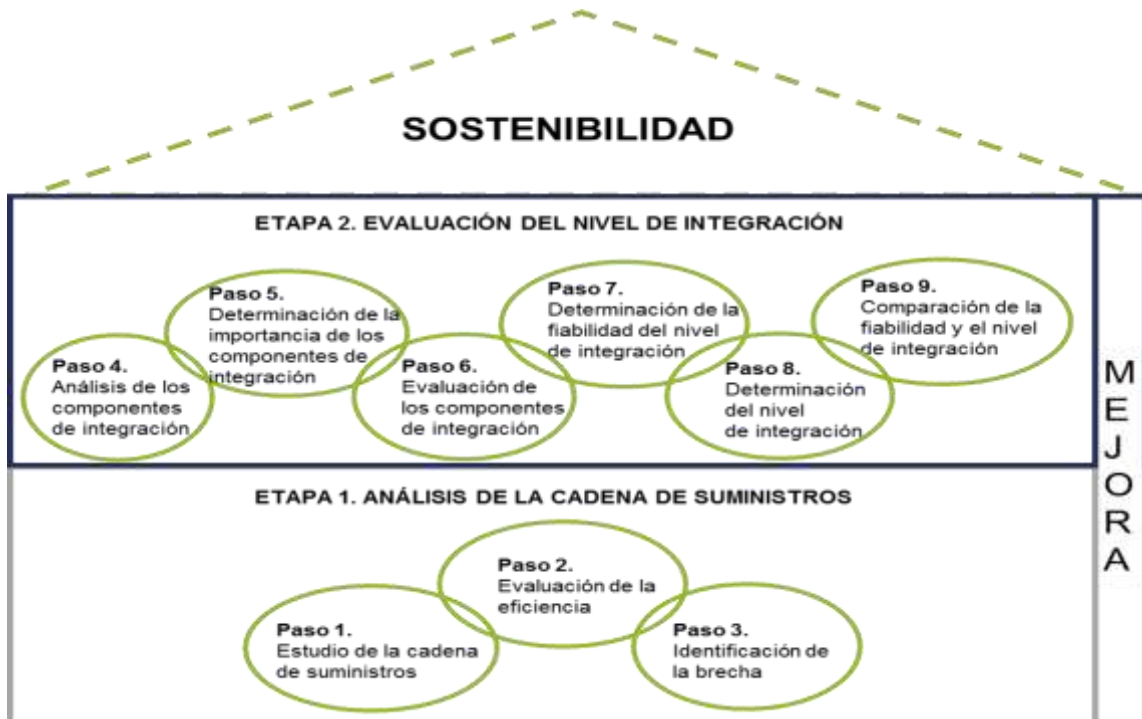 SOSTENIBILIDAD
ETAPA 2. EVALUACIÓN DEL NIVEL DE INTEGRACIÓN
Paso 4.
Análisis de los
componentes
de integración
Paso 5.
Determinación de la
importancia de los
componentes de
integración
Paso 6.
Evaluación de
los componentes
de integración
Paso 7.
Determinación de la
fiabilidad del nivel
de integración
Paso 8.
Determinación
del nivel
de integración
Paso 9.
Comparación de la
fiabilidad y el nivel
de integración
ETAPA 1. ANÁLISIS DE LA CADENA DE SUMINISTROS
Paso 1.
Estudio de la cadena
de suministros
Paso 2.
Evaluación de la
eficiencia
Paso 3.
Identificación de
la brecha
MEJORA